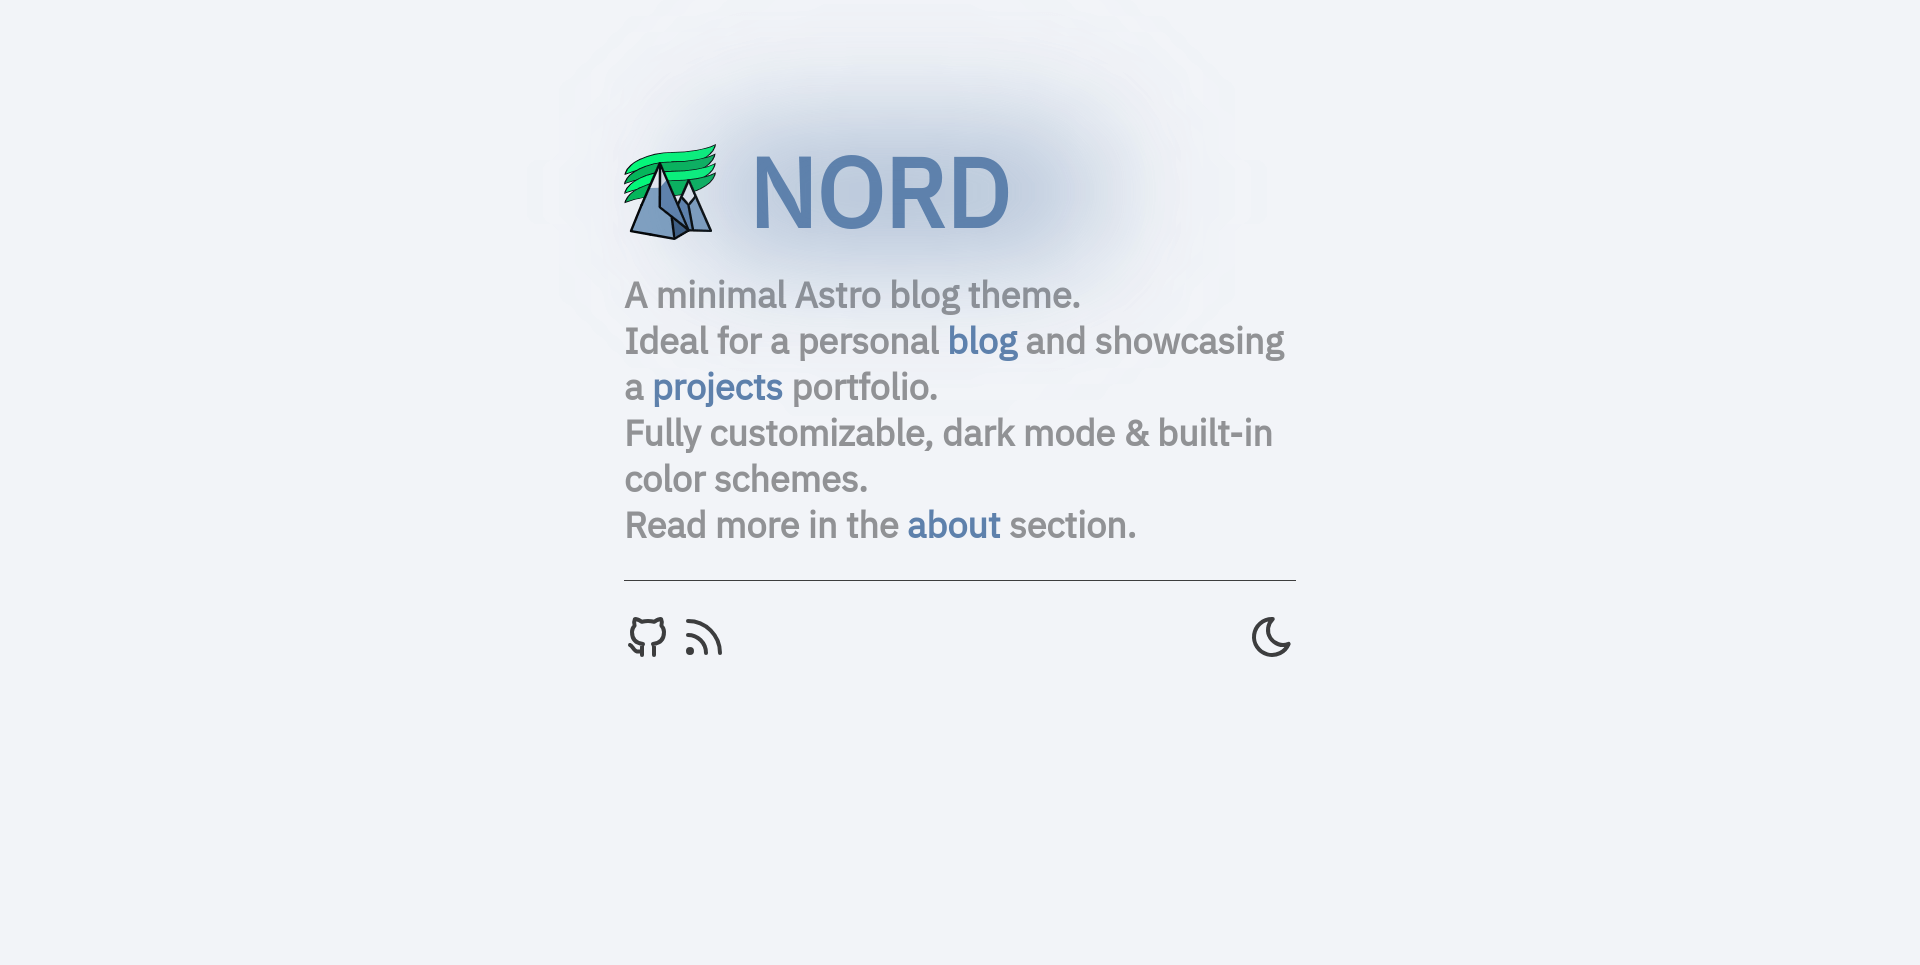 NORD
A minimal Astro blog theme.
Ideal for a personal blog and showcasing
a projects portfolio.
Fully customizable, dark mode & built-in
color schemes.
Read more in the about section.